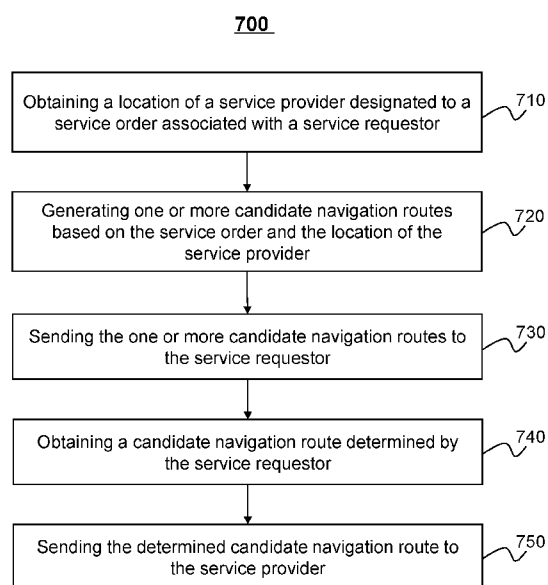 700
Obtaining a location of a service provider designated to a
service order associated with a service requestor
710
Generating one or more candidate navigation routes
based on the service order and the location of the
service provider
720
Sending the one or more candidate navigation routes to
the service requestor
730
Obtaining a candidate navigation route determined by
the service requestor
740
Sending the determined candidate navigation route to
the service provider
750